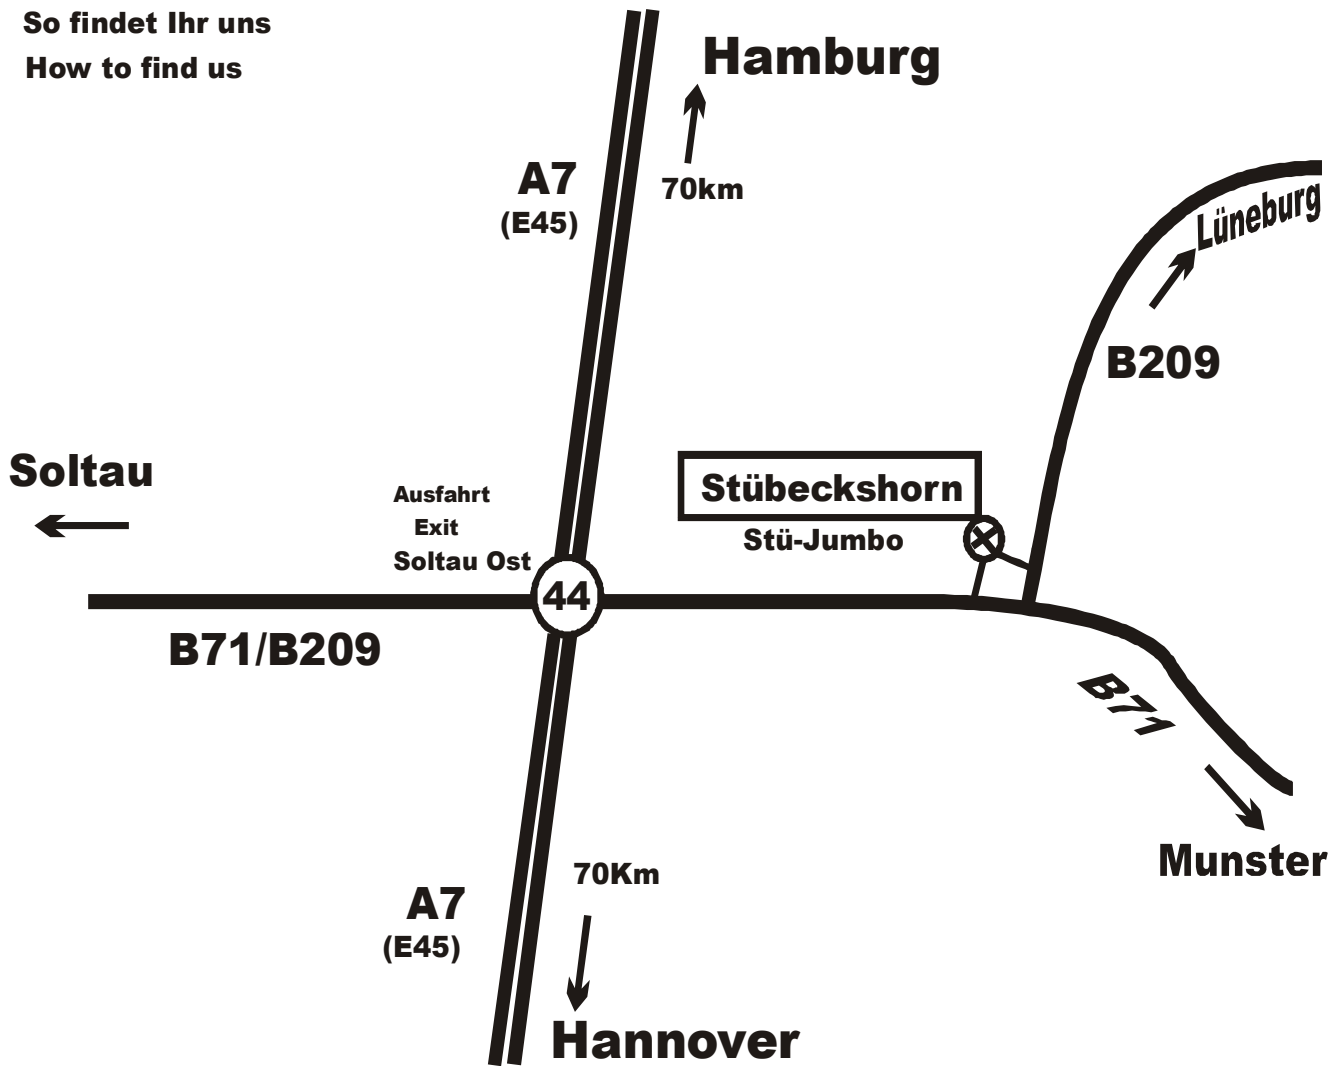 So findet Ihr uns
How to find us
Hamburg
70km
A7
(E45)
Lüneburg
B209
Soltau
Ausfahrt
Exit
Soltau Ost
Stübeckshorn
Stü-Jumbo
44
B71/B209
B71
Munster
70Km
A7
(E45)
Hannover